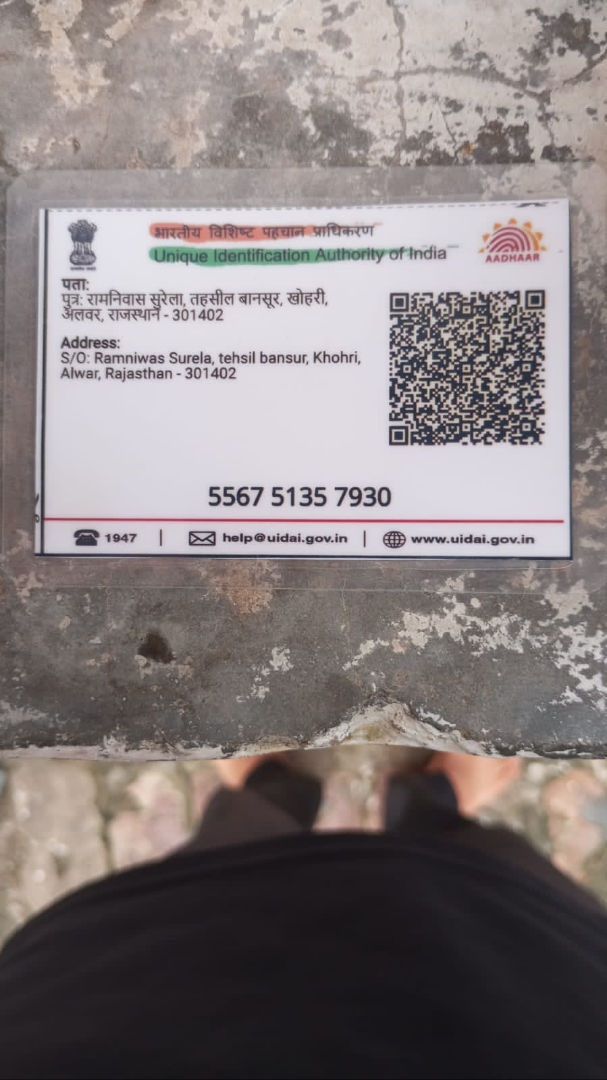 भारतीय विशिष्ट पहचान प्राधिकरण
Unique Identification Authority of India
AADHAAR
पता:
पुत्र: रामनिवास सुरेला, तहसील बानसूर, खोहरी,
अलवर, राजस्थान - 301402
Address:
S/O: Ramniwas Surela, tehsil bansur, Khohri,
Alwar, Rajasthan - 301402
5567 5135 7930
1947 | help@uidai.gov.in | www.uidai.gov.in